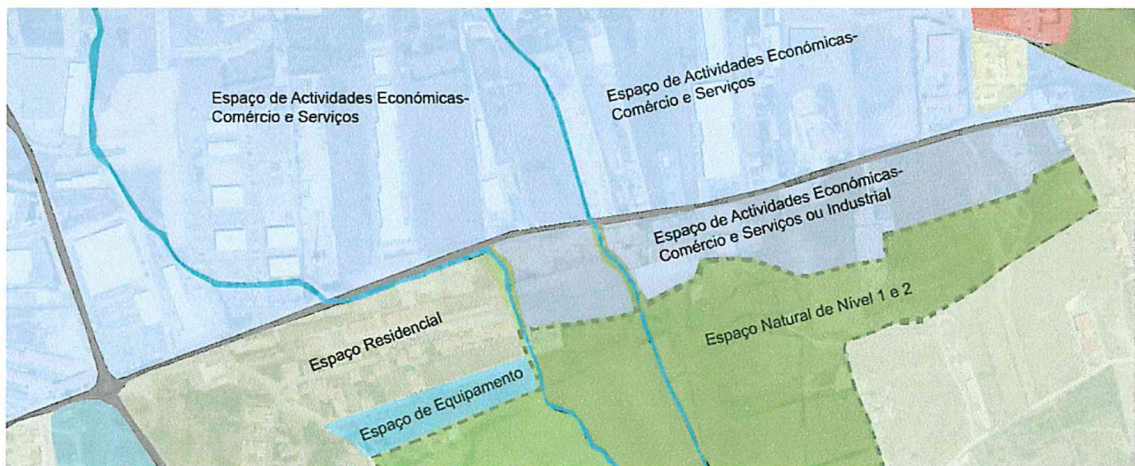 Espaço de Actividades Económicas-
Comércio e Serviços
Espaço de Actividades Económicas-
Comércio e Serviços
Espaço de Actividades Económicas-
Comércio e Serviços ou Industrial
Espaço Natural de Nível 1 e 2
Espaço Residencial
Espaço de Equipamento